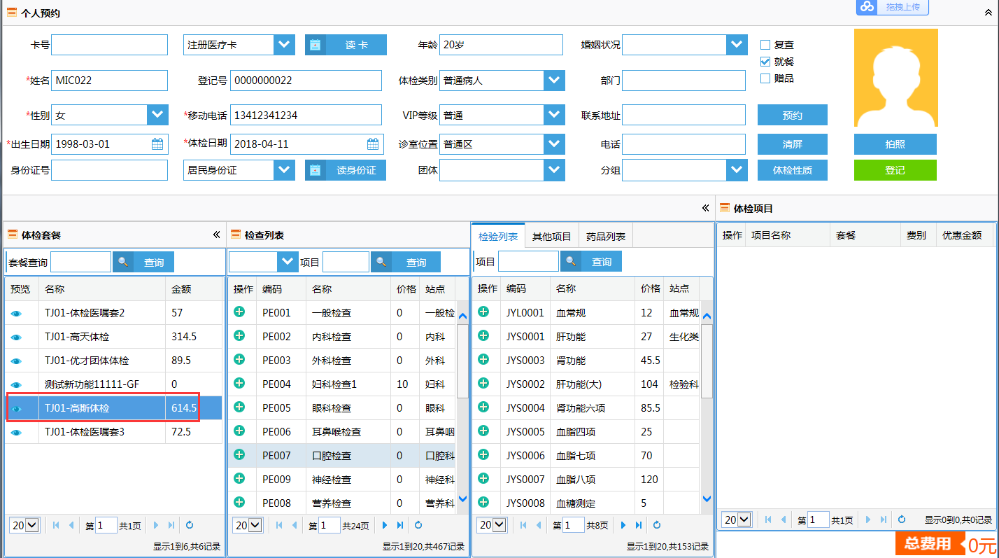 个人预约
拖拽上传
卡号 注册医疗卡 读 卡 年龄 20岁 婚姻状况 复查
就餐
*姓名 MIC022 登记号 0000000022 体检类别 普通病人 部门 赠品
*性别 女 *移动电话 13412341234 VIP等级 普通 联系地址 预约
*出生日期 1998-03-01 *体检日期 2018-04-11 诊室位置 普通区 电话 清屏 拍照
身份证号 居民身份证 读身份证 团体 分组 体检性质 登记
体检套餐
套餐查询 查询
预览 名称 金额
TJ01-体检医嘱套2 57
TJ01-高天体检 314.5
TJ01-优才团体体检 89.5
测试新功能11111-GF 0
TJ01-高斯体检 614.5
TJ01-体检医嘱套3 72.5
20 第 1 共1页
显示1到6,共6记录
检查列表
项目 查询
操作 编码 名称 价格 站点
PE001 一般检查 0 一般检
PE002 内科检查 0 内科
PE003 外科检查 0 外科
PE004 妇科检查1 10 妇科
PE005 眼科检查 0 眼科
PE006 耳鼻喉检查 0 耳鼻咽
PE007 口腔检查 0 口腔科
PE009 神经检查 0 神经科
PE008 营养检查 0 营养科
20 第 1 共24页
显示1到20,共467记录
检验列表 其他项目 药品列表
项目 查询
操作 编码 名称 价格 站点
JYL0001 血常规 12 血常规
JYS0001 肝功能 27 生化类
JYS0003 肾功能 45.5
JYS0002 肝功能(大) 104 检验科
JYS0004 肾功能六项 85.5
JYS0005 血脂四项 25
JYS0006 血脂七项 70
JYS0007 血脂八项 120
JYS0008 血糖测定 5
20 第 1 共8页
显示1到20,共153记录
体检项目
操作 项目名称 套餐 费别 优惠金额
20 第 1 共1页 显示0到0,共0记录
总费用 0元